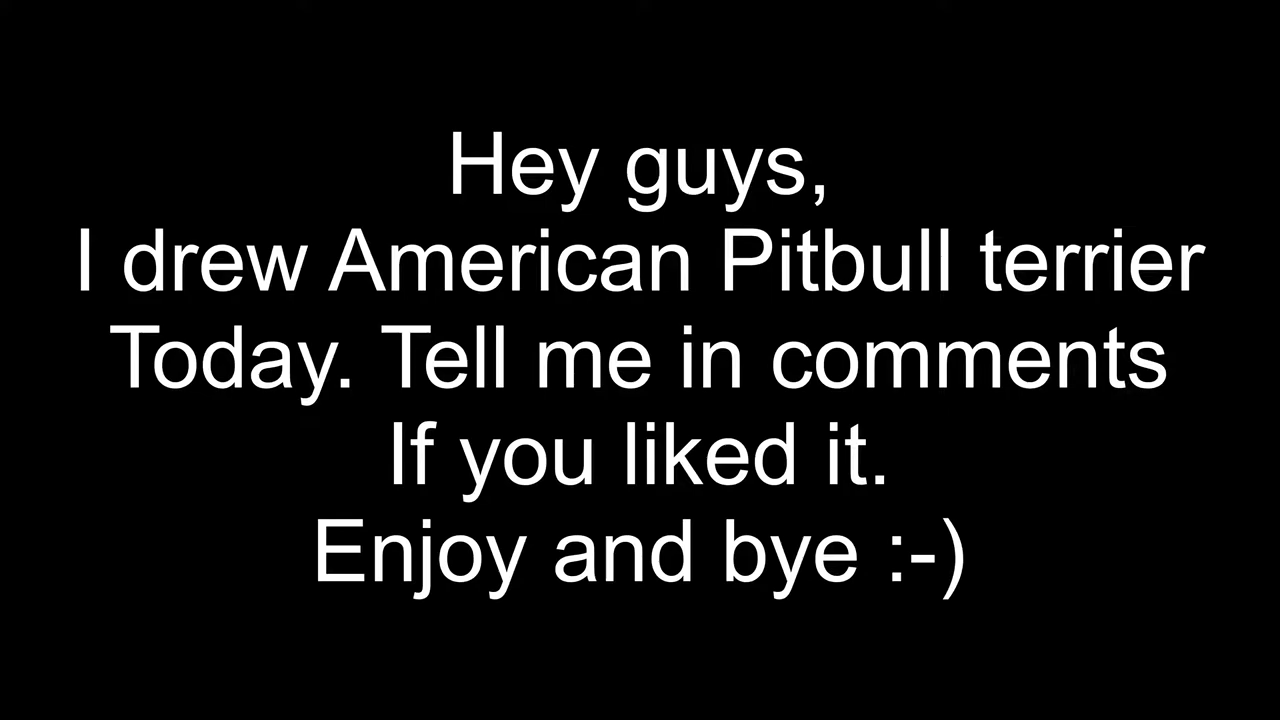 Hey guys,
I drew American Pitbull terrier
Today. Tell me in comments
If you liked it.
Enjoy and bye :-)